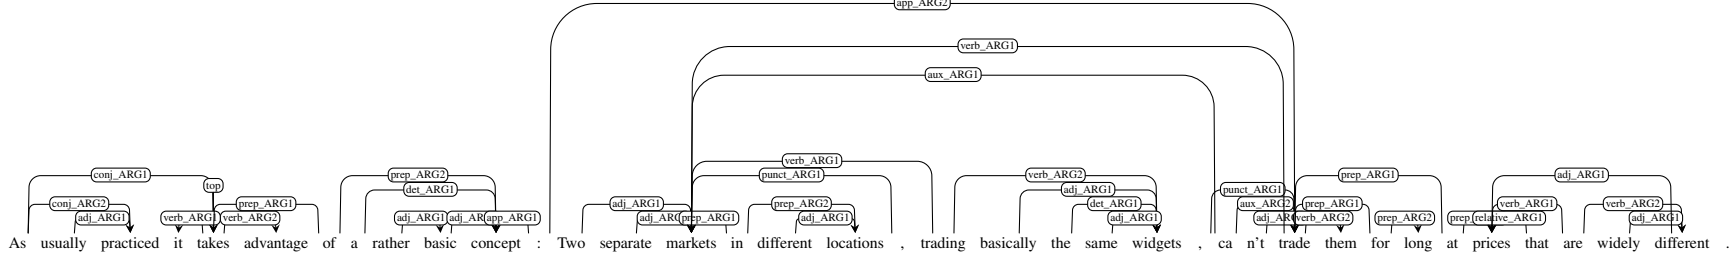 app_ARG2
verb_ARG1
aux_ARG1
verb_ARG1
conj_ARG1 prep_ARG2 punct_ARG1 verb_ARG2 prep_ARG1 adj_ARG1
top det_ARG1 adj_ARG1 punct_ARG1
conj_ARG2 prep_ARG1 adj_ARG1 prep_ARG2 det_ARG1 aux_ARG2 prep_ARG1 verb_ARG1 verb_ARG2
adj_ARG1 verb_ARG1 verb_ARG2 adj_ARG1 app_ARG1 prep_ARG1 adj_ARG1 adj_ARG1 verb_ARG2 prep_ARG2 relative_ARG1 adj_ARG1
As usually practiced it takes advantage of a rather basic concept : Two separate markets in different locations , trading basically the same widgets , ca n't trade them for long at prices that are widely different .